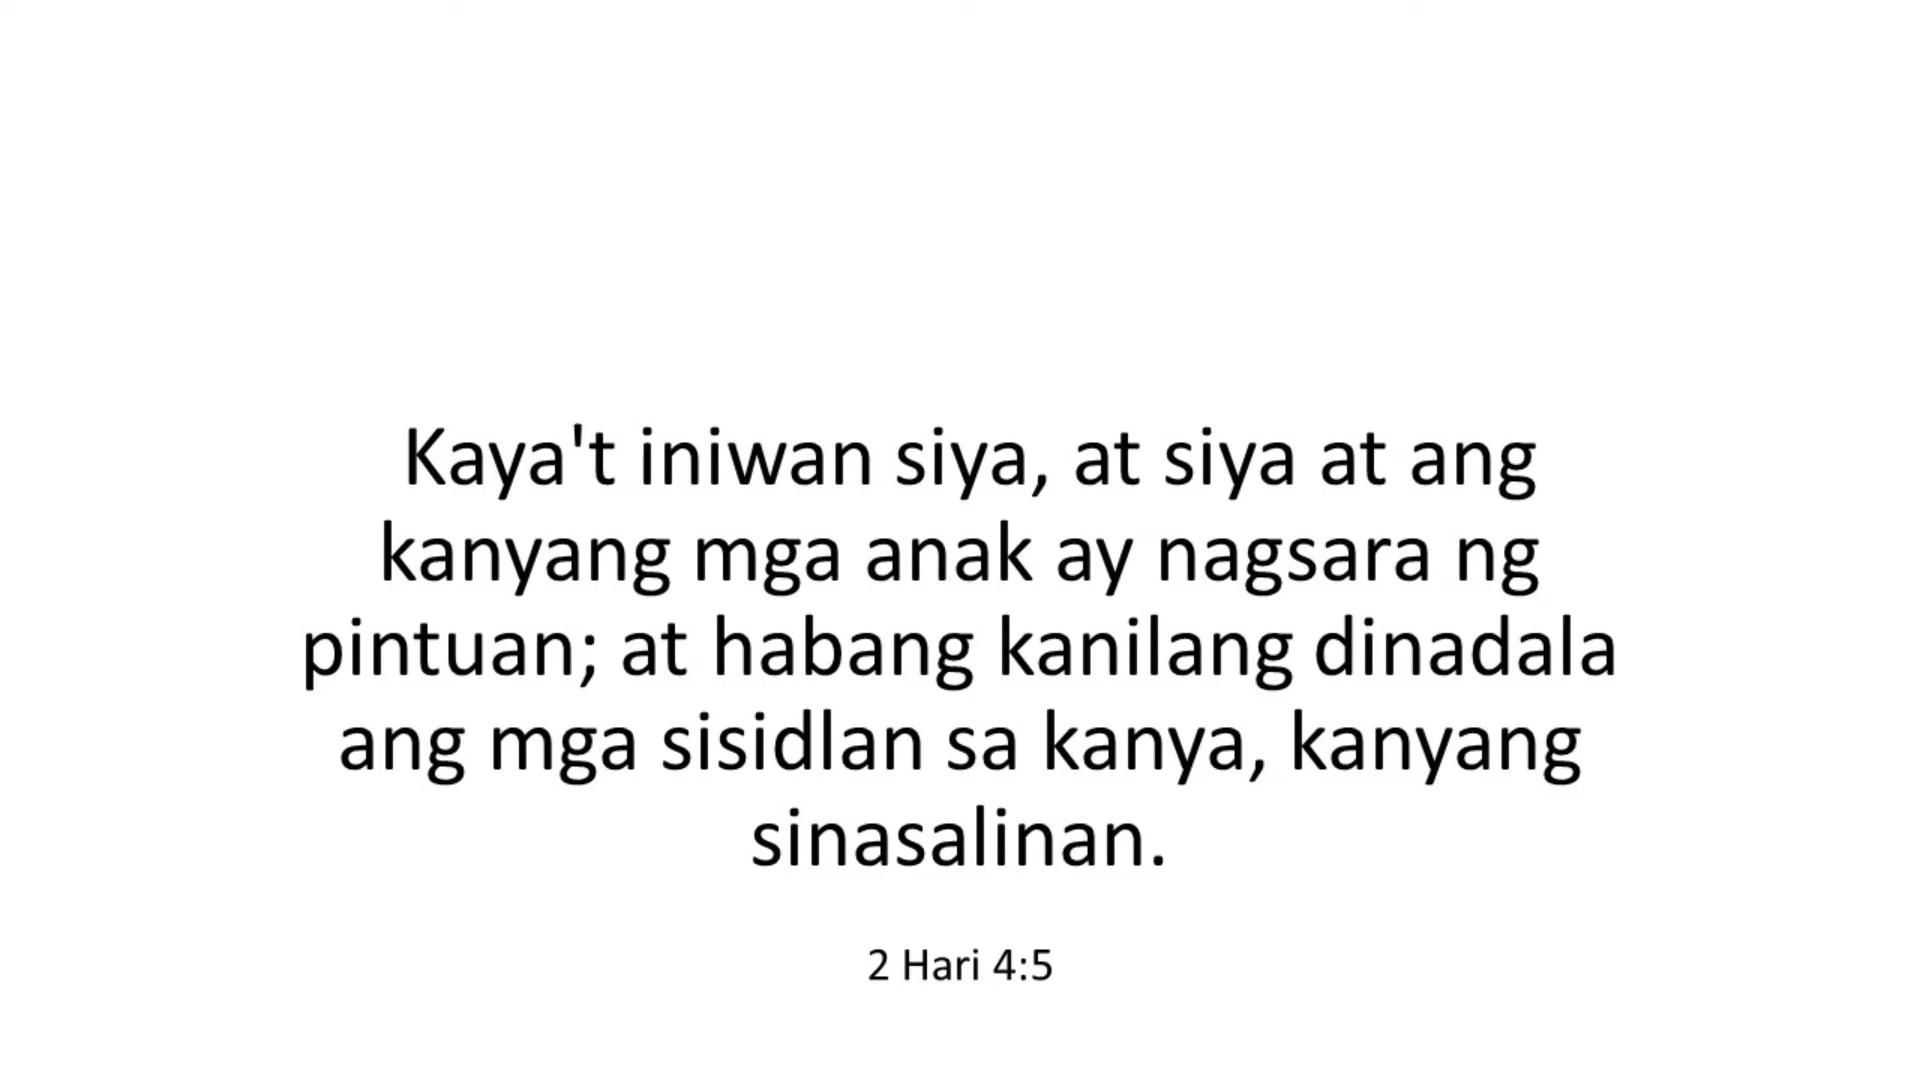 Kaya't iniwan siya, at siya at ang
kanyang mga anak ay nagsara ng
pintuan; at habang kanilang dinadala
ang mga sisidlan sa kanya, kanyang
sinasalinan.
2 Hari 4:5